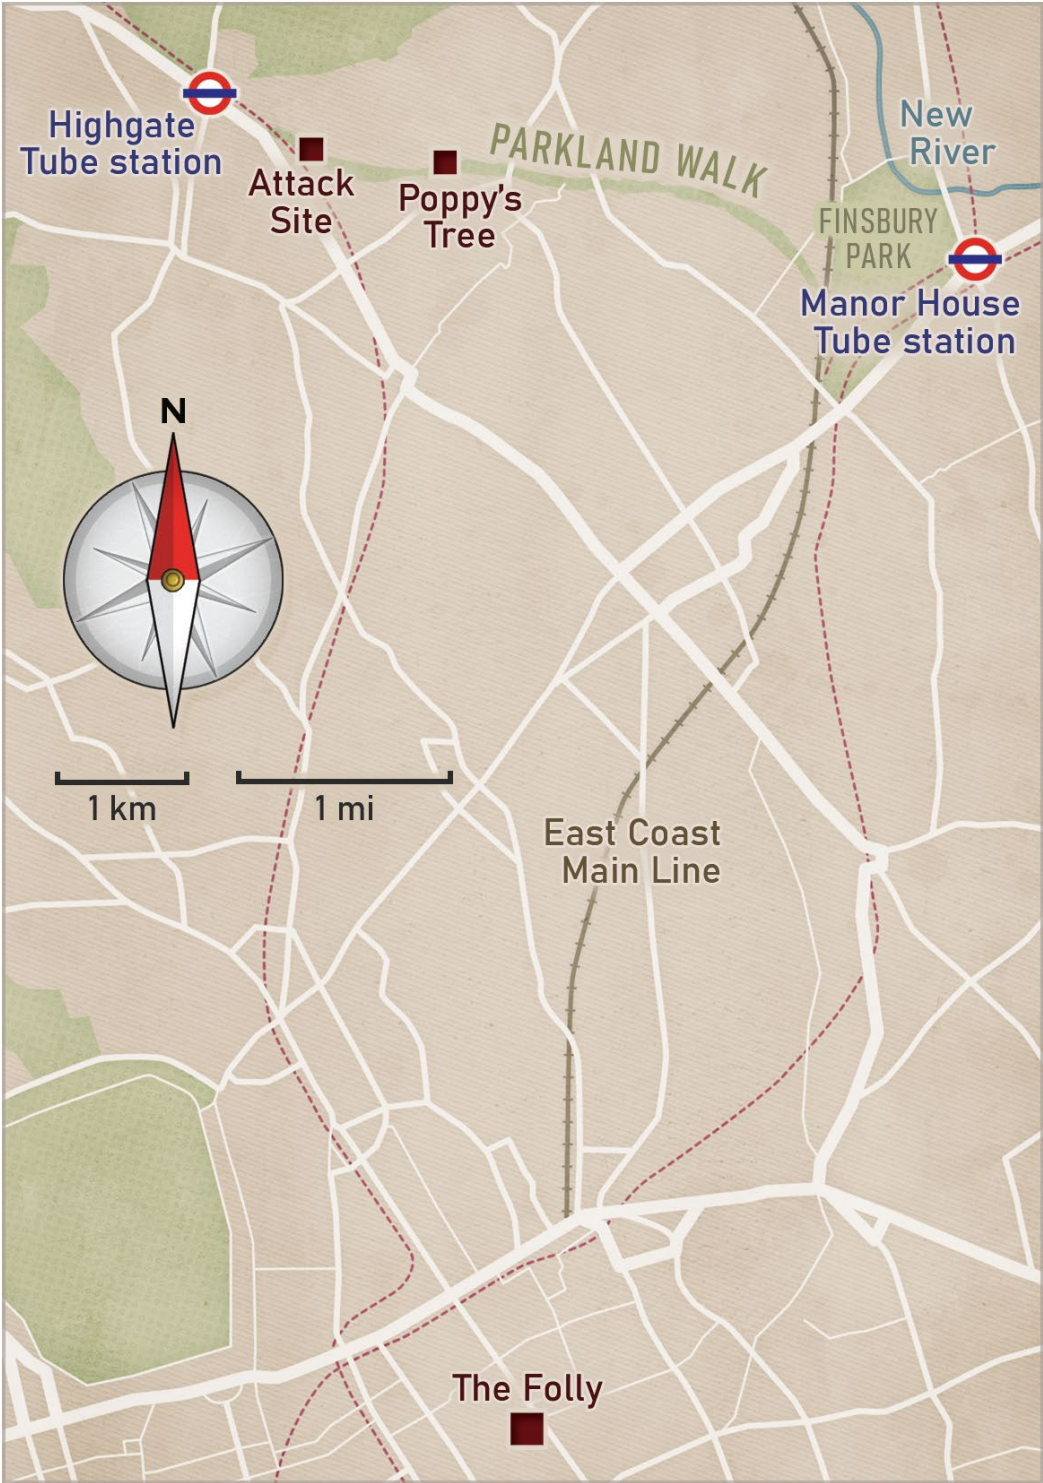 New
River
Highgate
Tube station
PARKLAND WALK
Attack
Site
Poppy's
Tree
FINSBURY
PARK
Manor House
Tube station
N
1 km
1 mi
East Coast
Main Line
The Folly